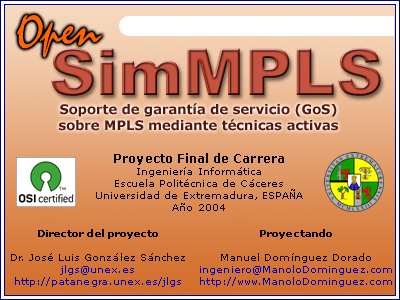 Open
SimMPLS
Soporte de garantía de servicio (GoS)
sobre MPLS mediante técnicas activas
Proyecto Final de Carrera
Ingeniería Informática
Escuela Politécnica de Cáceres
Universidad de Extremadura, ESPAÑA
Año 2004
OSI certified
TM
Director del proyecto
Dr. José Luis González Sánchez
jlgs@unex.es
http://patanegra.unex.es/jlgs
Proyectando
Manuel Domínguez Dorado
ingeniero@ManoloDominguez.com
http://www.ManoloDominguez.com